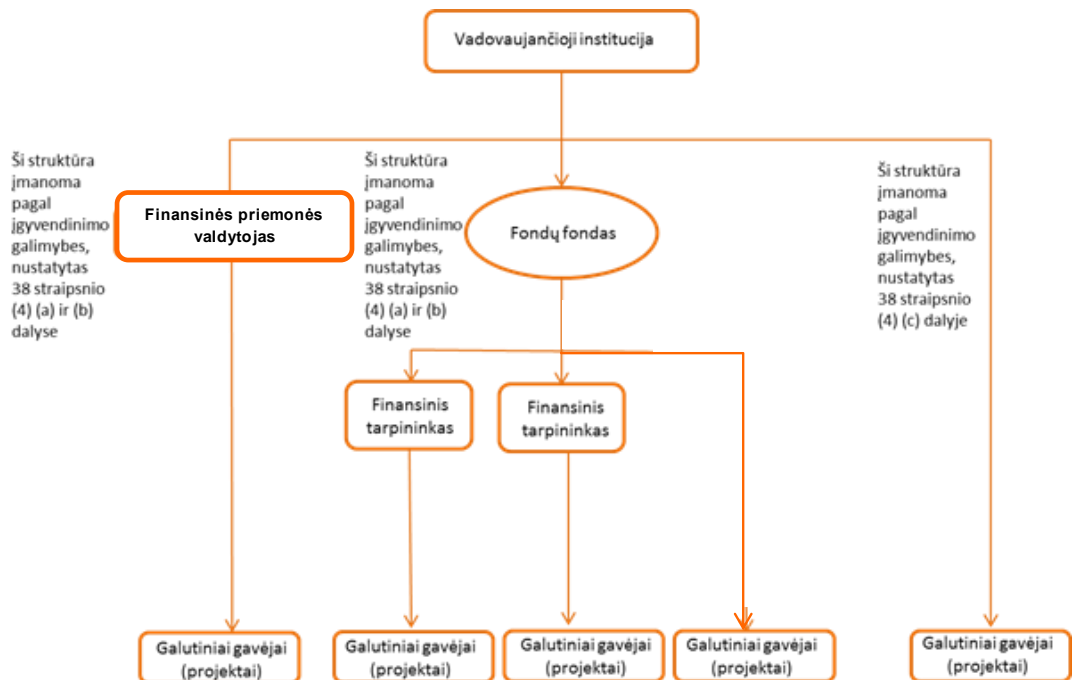 Vadovaujančioji institucija
Ši struktūra
įmanoma
pagal
įgyvendinimo
galimybes,
nustatytas
38 straipsnio
(4) (a) ir (b)
dalyse
Finansinės priemonės
valdytojas
Ši struktūra
įmanoma
pagal
įgyvendinimo
galimybes,
nustatytas
38 straipsnio
(4) (a) ir (b)
dalyse
Fondų fondas
Ši struktūra
įmanoma
pagal
įgyvendinimo
galimybes,
nustatytas
38 straipsnio
(4) (c) dalyje
Finansinis
tarpininkas
Finansinis
tarpininkas
Galutiniai gavėjai
(projektai)
Galutiniai gavėjai
(projektai)
Galutiniai gavėjai
(projektai)
Galutiniai gavėjai
(projektai)
Galutiniai gavėjai
(projektai)